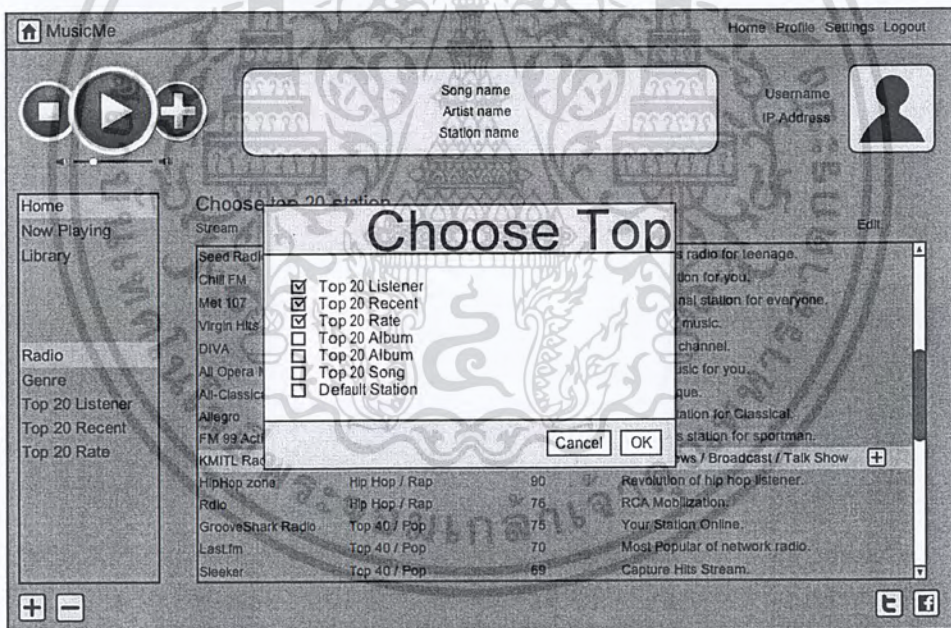 MusicMe
Home Profile Settings Logout
Song name
Artist name
Station name
Username
IP.Address
Home
Now Playing
Library
Radio
Genre
Top 20 Listener
Top 20 Recent
Top 20 Rate
Choose top 20 station
Edit
Stream
Choose Top
Top 20 Listener
Top 20 Recent
Top 20 Rate
Top 20 Album
Top 20 Album
Top 20 Song
Default Station
Cancel OK
Seed Radi
radio for teenage.
Chill FM
tion for you.
Met 107
nal station for everyone.
Virgin Hits
music.
DIVA
channel.
All Opera
usic for you.
All-Classic
que.
Allegro
tation for Classical.
FM 99 Acti
s station for sportman.
KMITL Rad
ews / Broadcast / Talk Show
HipHop zone Hip Hop / Rap 90 Revolution of hip hop listener.
Rdio Hip Hop / Rap 76 RCA Mobilization.
GrooveShark Radio Top 40 / Pop 75 Your Station Online.
Last.fm Top 40 / Pop 70 Most Popular of network radio.
Sleeker Top 40 / Pop 69 Capture Hits Stream.